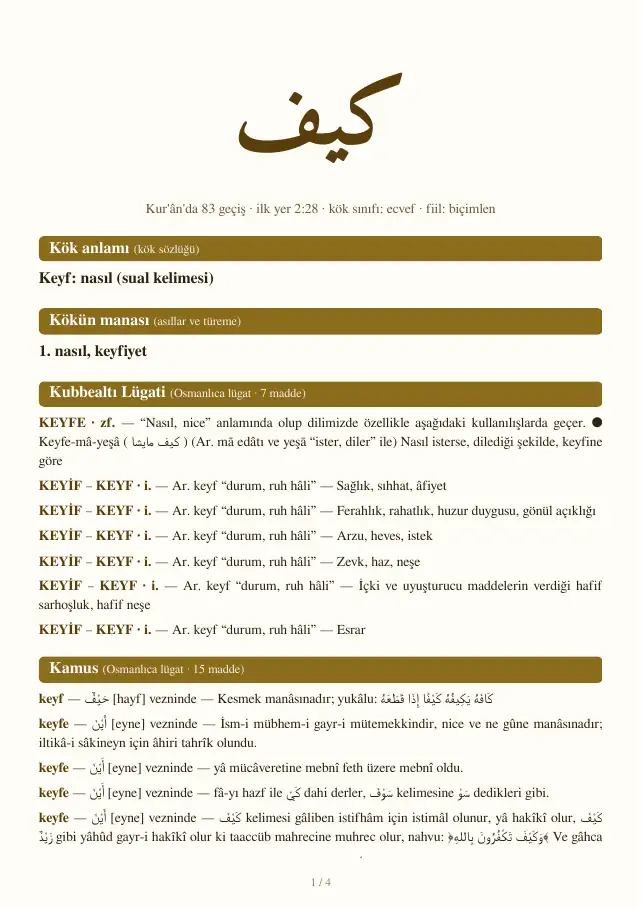 كيف
Kur'ân'da 83 geçiş · ilk yer 2:28 · kök sınıfı: ecvef · fiil: biçimlen
Kök anlamı (kök sözlüğü)
Keyf: nasıl (sual kelimesi)
Kökün manası (asıllar ve türeme)
1. nasıl, keyfiyet
Kubbealtı Lügati (Osmanlıca lügat · 7 madde)
KEYFE · zf. — “Nasıl, nice” anlamında olup dilimizde özellikle aşağıdaki kullanılışlarda geçer. ●
Keyfe-mâ-yeşâ ( كيف مايشا ) (Ar. mā edâtı ve yeşā “ister, diler” ile) Nasıl isterse, dilediği şekilde, keyfine
göre
KEYİF – KEYF · i. — Ar. keyf “durum, ruh hâli” — Sağlık, sıhhat, âfiyet
KEYİF – KEYF · i. — Ar. keyf “durum, ruh hâli” — Ferahlık, rahatlık, huzur duygusu, gönül açıklığı
KEYİF – KEYF · i. — Ar. keyf “durum, ruh hâli” — Arzu, heves, istek
KEYİF – KEYF · i. — Ar. keyf “durum, ruh hâli” — Zevk, haz, neşe
KEYİF – KEYF · i. — Ar. keyf “durum, ruh hâli” — İçki ve uyuşturucu maddelerin verdiği hafif
sarhoşluk, hafif neşe
KEYİF – KEYF · i. — Ar. keyf “durum, ruh hâli” — Esrar
Kamus (Osmanlıca lügat · 15 madde)
keyf — حَيْفٌ [hayf] vezninde — Kesmek manâsınadır; yukâlu: كَافَهُ يَكِيفُهُ كَيْفًا إِذَا قَطَعَهُ
keyfe — أَيْنَ [eyne] vezninde — İsm-i mübhem-i gayr-i mütemekkindir, nice ve ne gûne manâsınadır;
iltikâ-i sâkineyn için âhiri tahrîk olundu.
keyfe — أَيْنَ [eyne] vezninde — yâ mücâveretine mebnî feth üzere mebnî oldu.
keyfe — أَيْنَ [eyne] vezninde — fâ-yı hazf ile كَيْ dahi derler, سَوْفَ kelimesine سَوْ dedikleri gibi.
keyfe — أَيْنَ [eyne] vezninde — كَيْفَ kelimesi gâliben istifhâm için istimâl olunur, yâ hakîkî olur, كَيْفَ
زَيْدٌ gibi yâhûd gayr-i hakîkî olur ki taaccüb mahrecine muhrec olur, nahvu: ﴿وَكَيْفَ تَكْفُرُونَ بِاللهِ﴾ Ve gâhca
1 / 4